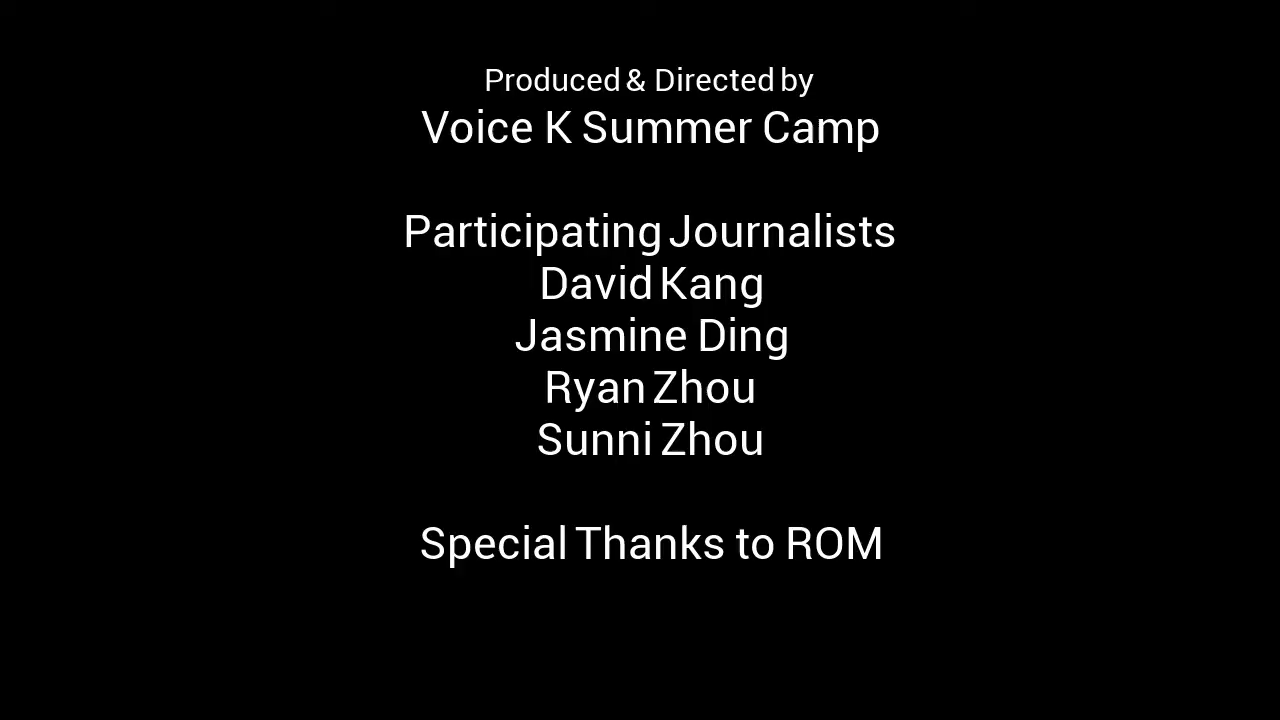 Produced & Directed by
Voice K Summer Camp
Participating Journalists
David Kang
Jasmine Ding
Ryan Zhou
Sunni Zhou
Special Thanks to ROM